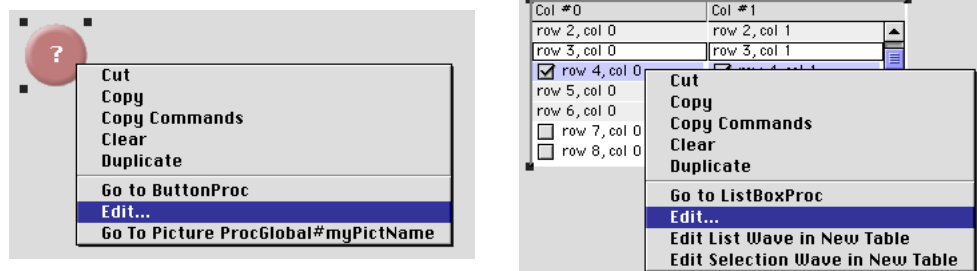 ?
Cut
Copy
Copy Commands
Clear
Duplicate
Go to ButtonProc
Edit...
Go To Picture ProcGlobal#myPictName
Col #0 Col #1
row 2, col 0 row 2, col 1
row 3, col 0 row 3, col 1
row 4, col 0
row 5, col 0
row 6, col 0
row 7, col 0
row 8, col 0
Cut
Copy
Copy Commands
Clear
Duplicate
Go to ListBoxProc
Edit...
Edit List Wave in New Table
Edit Selection Wave in New Table